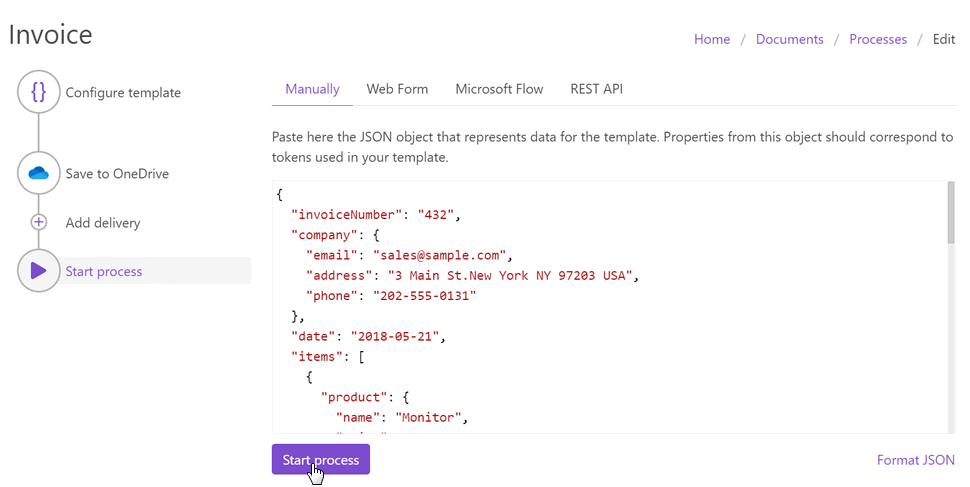 Invoice
Home / Documents / Processes / Edit
{} Configure template
Save to OneDrive
Add delivery
Start process
Manually Web Form Microsoft Flow REST API
Paste here the JSON object that represents data for the template. Properties from this object should correspond to
tokens used in your template.
{
"invoiceNumber": "432",
"company": {
"email": "sales@sample.com",
"address": "3 Main St.New York NY 97203 USA",
"phone": "202-555-0131"
},
"date": "2018-05-21",
"items": [
{
"product": {
"name": "Monitor",
Start process
Format JSON